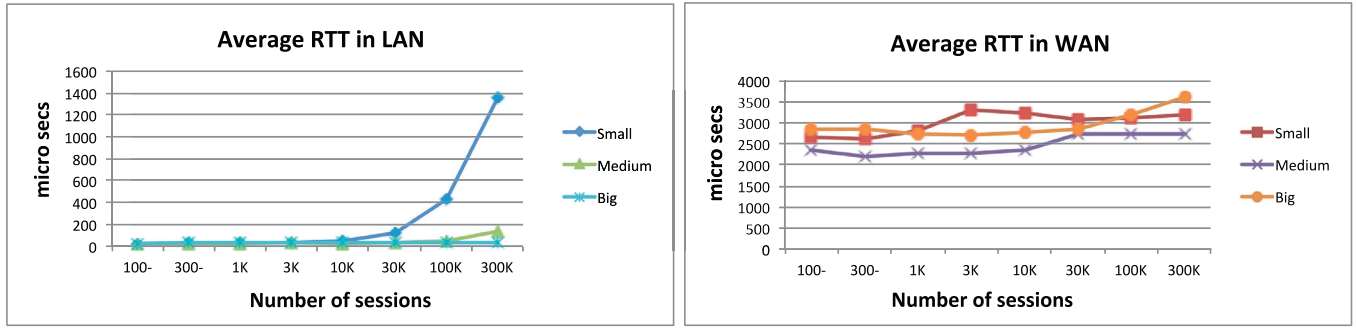 Average RTT in LAN
micro secs
1600
1400
1200
1000
800
600
400
200
0
100- 300- 1K 3K 10K 30K 100K 300K
Number of sessions
Small
Medium
Big
Average RTT in WAN
micro secs
4000
3500
3000
2500
2000
1500
1000
500
0
100- 300- 1K 3K 10K 30K 100K 300K
Number of sessions
Small
Medium
Big